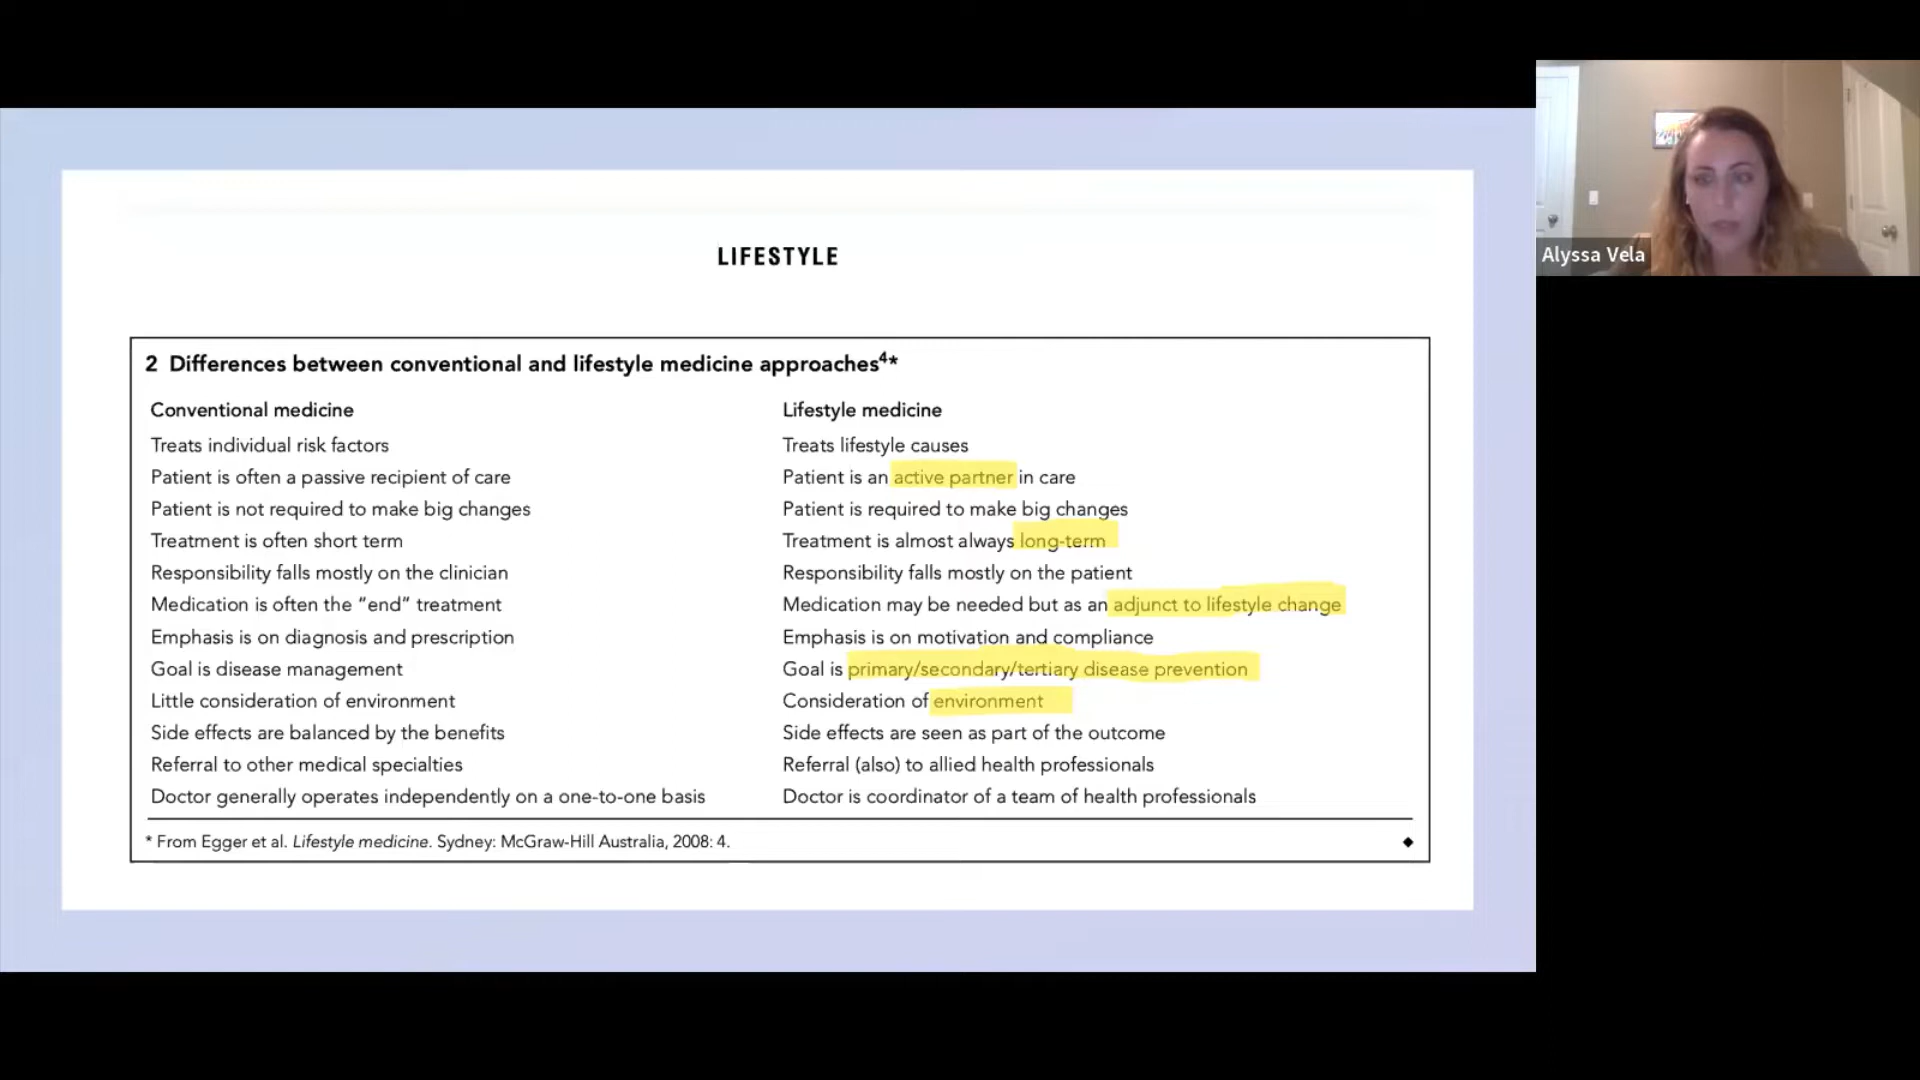 LIFESTYLE
2 Differences between conventional and lifestyle medicine approaches4*
Conventional medicine
Lifestyle medicine
Treats individual risk factors
Treats lifestyle causes
Patient is often a passive recipient of care
Patient is an active partner in care
Patient is not required to make big changes
Patient is required to make big changes
Treatment is often short term
Treatment is almost always long-term
Responsibility falls mostly on the clinician
Responsibility falls mostly on the patient
Medication is often the “end” treatment
Medication may be needed but as an adjunct to lifestyle change
Emphasis is on diagnosis and prescription
Emphasis is on motivation and compliance
Goal is disease management
Goal is primary/secondary/tertiary disease prevention
Little consideration of environment
Consideration of environment
Side effects are balanced by the benefits
Side effects are seen as part of the outcome
Referral to other medical specialties
Referral (also) to allied health professionals
Doctor generally operates independently on a one-to-one basis
Doctor is coordinator of a team of health professionals
* From Egger et al. Lifestyle medicine. Sydney: McGraw-Hill Australia, 2008: 4.
Alyssa Vela